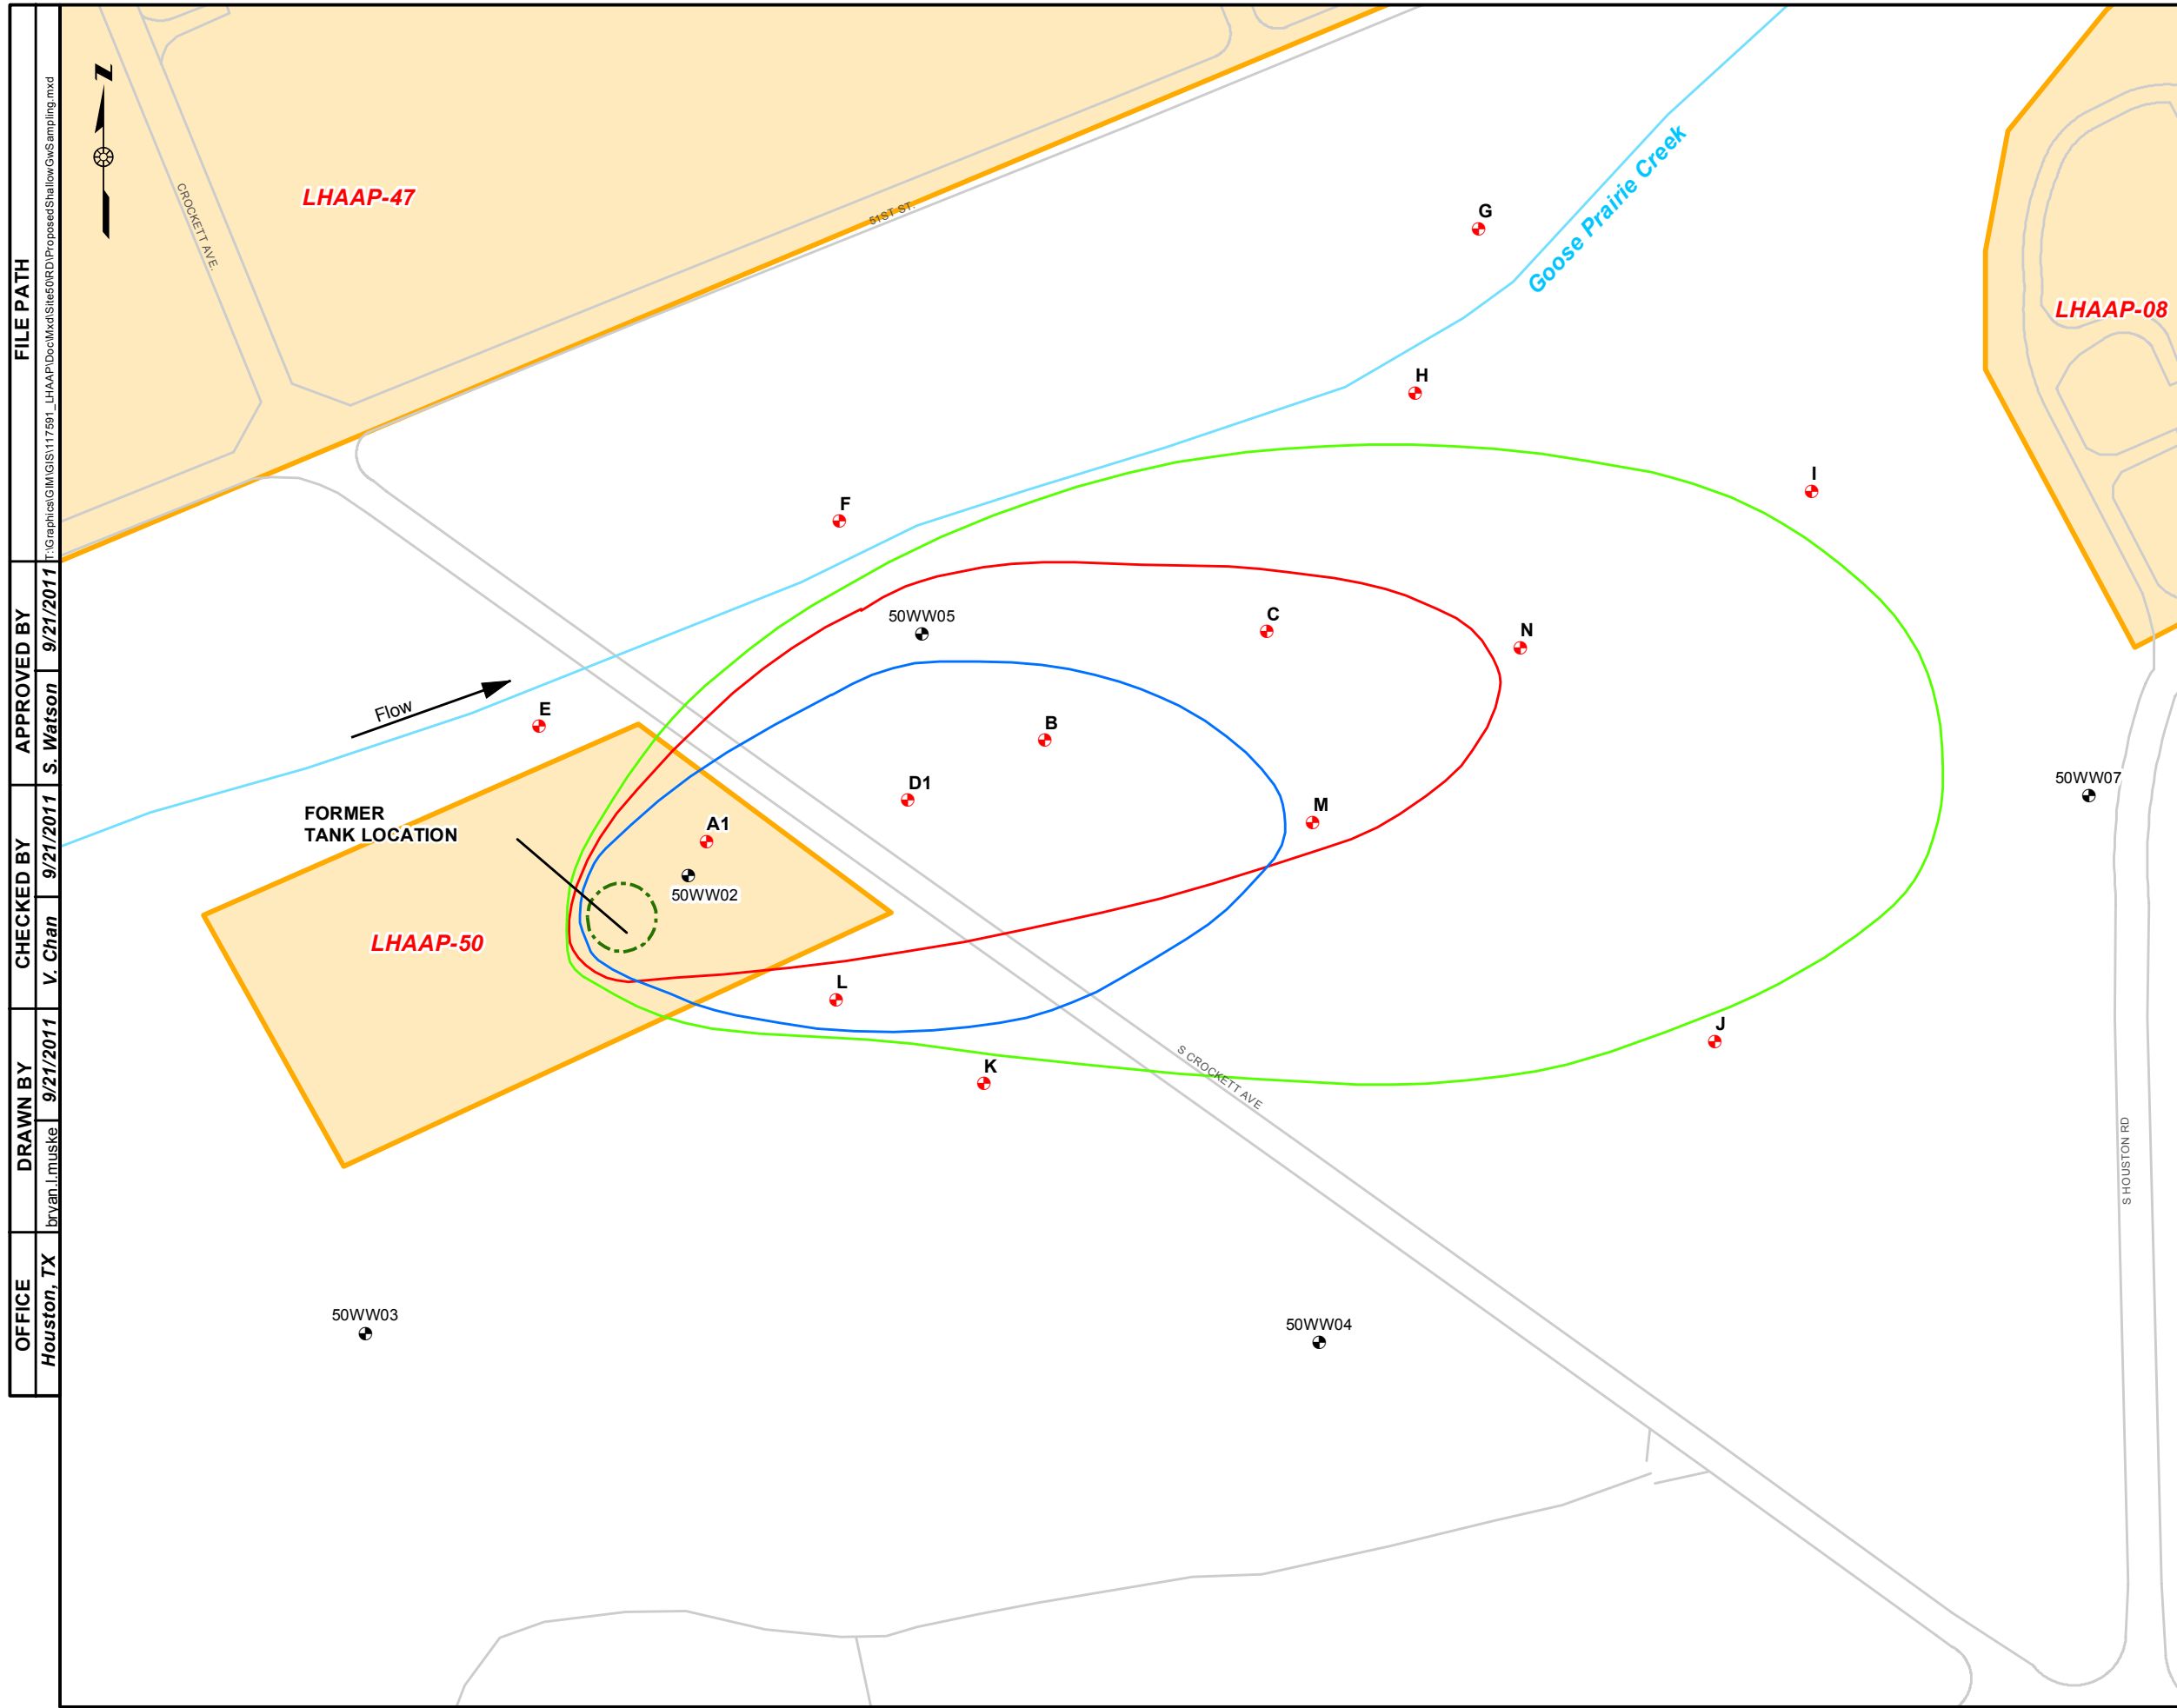 FILE PATH
T:\Graphics\GIM\GIS\117591_LHAAP\DocMxd\Site50\RD\ProposedShallowGwSampling.mxd
APPROVED BY
S. Watson
9/21/2011
CHECKED BY
V. Chan
9/21/2011
DRAWN BY
bryan.l.muske
9/21/2011
OFFICE
Houston, TX
N
CROCKETT AVE.
LHAAP-47
51ST ST.
G
Goose Prairie Creek
LHAAP-08
H
I
F
50WW05
C
N
Flow
E
B
50WW07
D1
M
FORMER
TANK LOCATION
A1
50WW02
LHAAP-50
L
J
K
S CROCKETT AVE
S HOUSTON RD
50WW03
50WW04